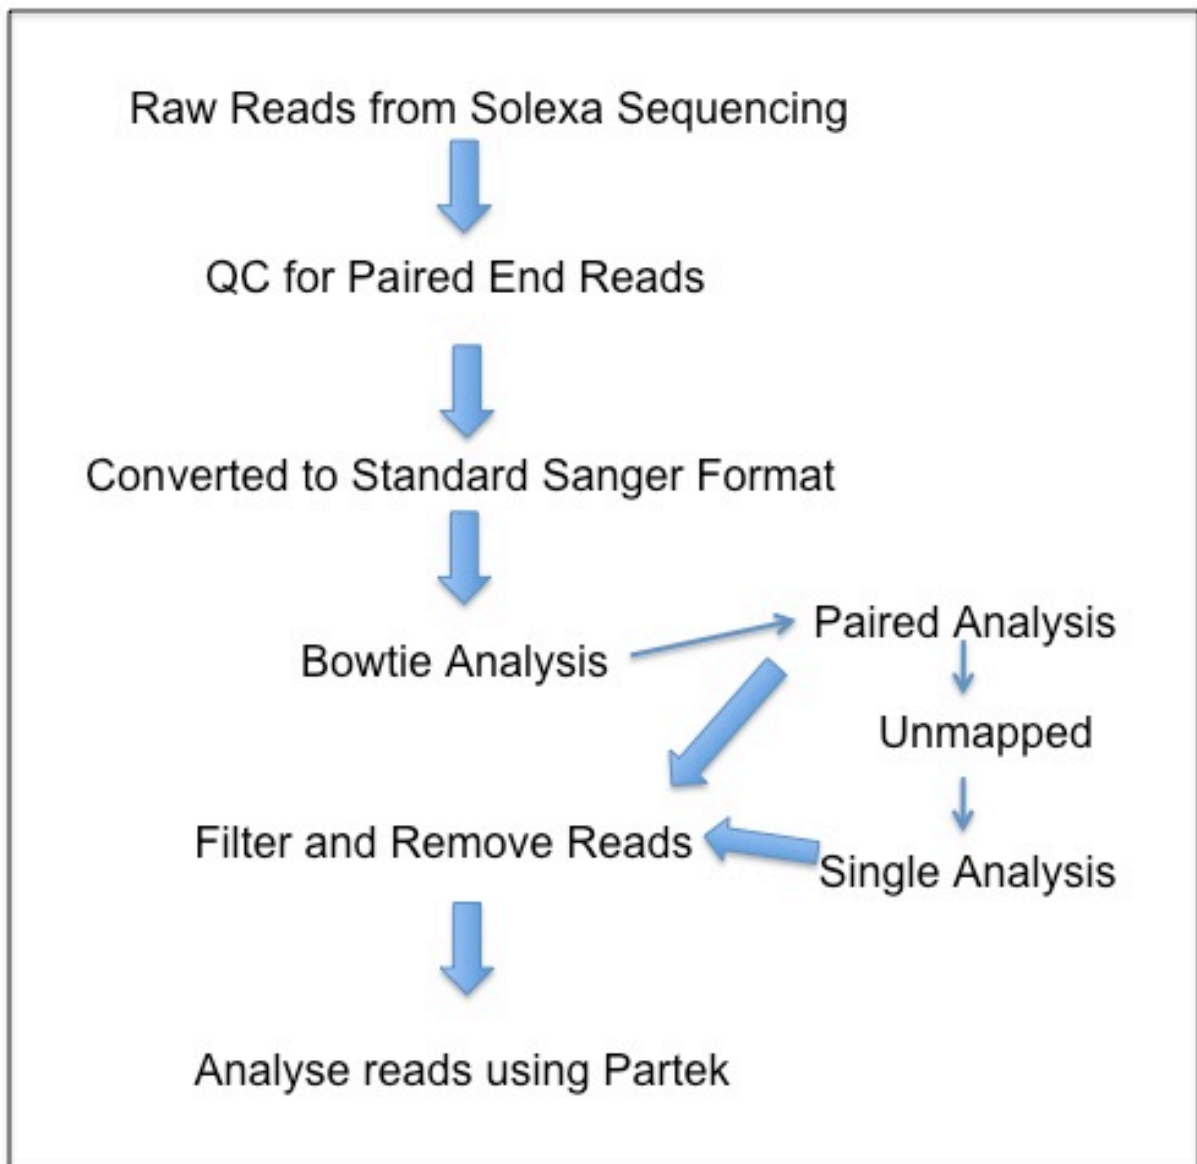 Raw Reads from Solexa Sequencing
QC for Paired End Reads
Converted to Standard Sanger Format
Bowtie Analysis
Paired Analysis
Unmapped
Single Analysis
Filter and Remove Reads
Analyse reads using Partek